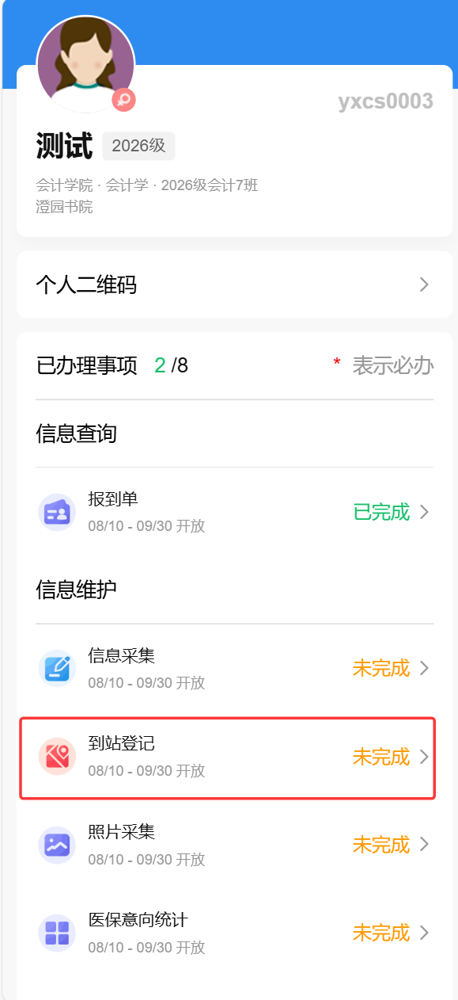 yxcs0003
测试 2026级
会计学院 · 会计学 · 2026级会计7班
澄园书院
个人二维码
已办理事项 2 /8 * 表示必办
信息查询
报到单
08/10 - 09/30 开放
已完成
信息维护
信息采集
08/10 - 09/30 开放
未完成
到站登记
08/10 - 09/30 开放
未完成
照片采集
08/10 - 09/30 开放
未完成
医保意向统计
08/10 - 09/30 开放
未完成